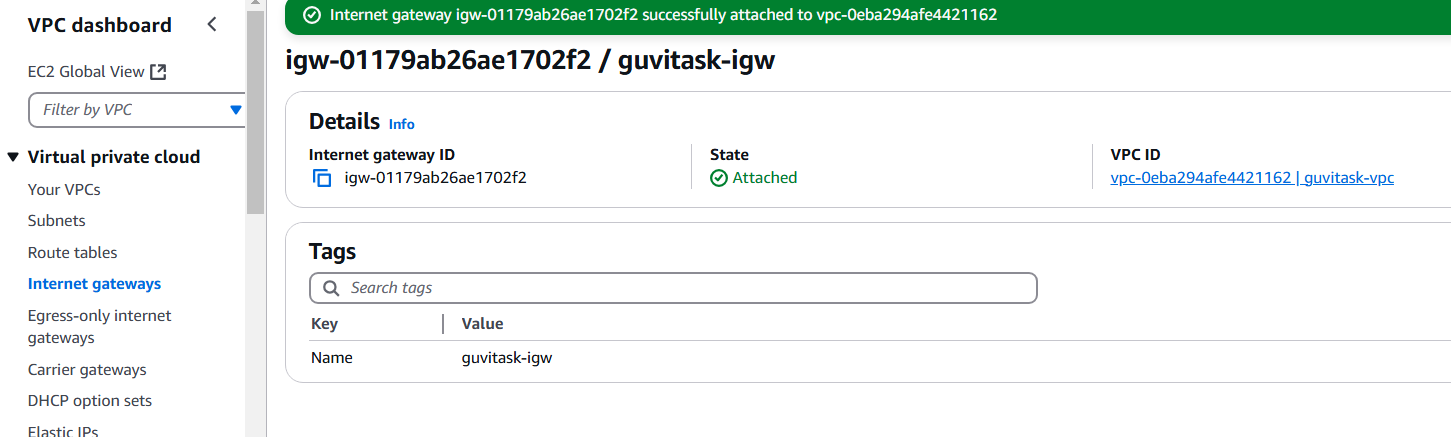 VPC dashboard
EC2 Global View
Filter by VPC
Virtual private cloud
Your VPCs
Subnets
Route tables
Internet gateways
Egress-only internet
gateways
Carrier gateways
DHCP option sets
Elastic IPs
Internet gateway igw-01179ab26ae1702f2 successfully attached to vpc-0eba294afe4421162
igw-01179ab26ae1702f2 / guvitask-igw
Details Info
Internet gateway ID
igw-01179ab26ae1702f2
State
Attached
VPC ID
vpc-0eba294afe4421162 | guvitask-vpc
Tags
Search tags
Key Value
Name guvitask-igw